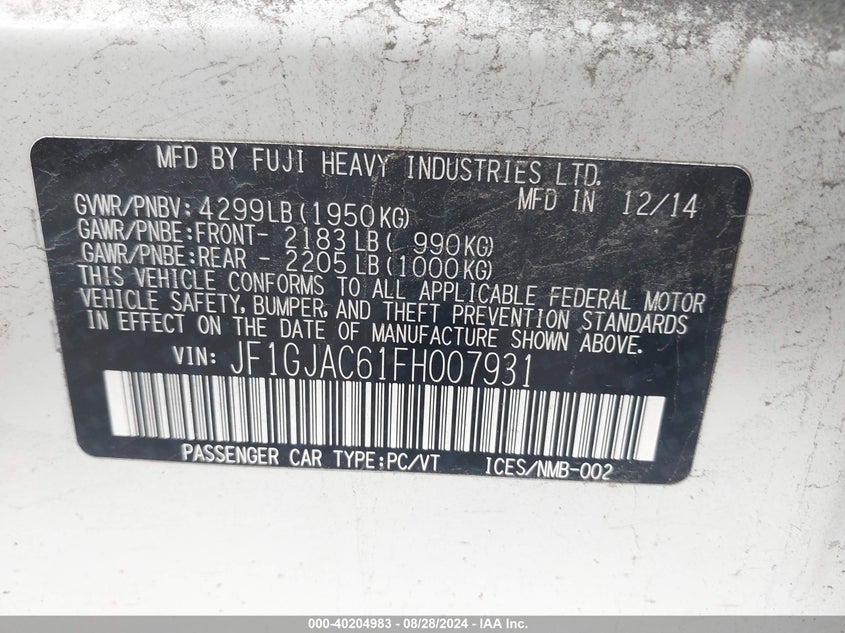 MFD BY FUJI HEAVY INDUSTRIES LTD.
MFD IN 12/14
GVWR/PNBV: 4299LB(1950KG)
GAWR/PNBE:FRONT- 2183LB( 990KG)
GAWR/PNBE:REAR - 2205LB(1000KG)
THIS VEHICLE CONFORMS TO ALL APPLICABLE FEDERAL MOTOR
VEHICLE SAFETY, BUMPER, AND THEFT PREVENTION STANDARDS
IN EFFECT ON THE DATE OF MANUFACTURE SHOWN ABOVE.
VIN: JF1GJAC61FH007931
PASSENGER CAR TYPE:PC/VT ICES/NMB-002
000-40204983 - 08/28/2024 - IAA Inc.